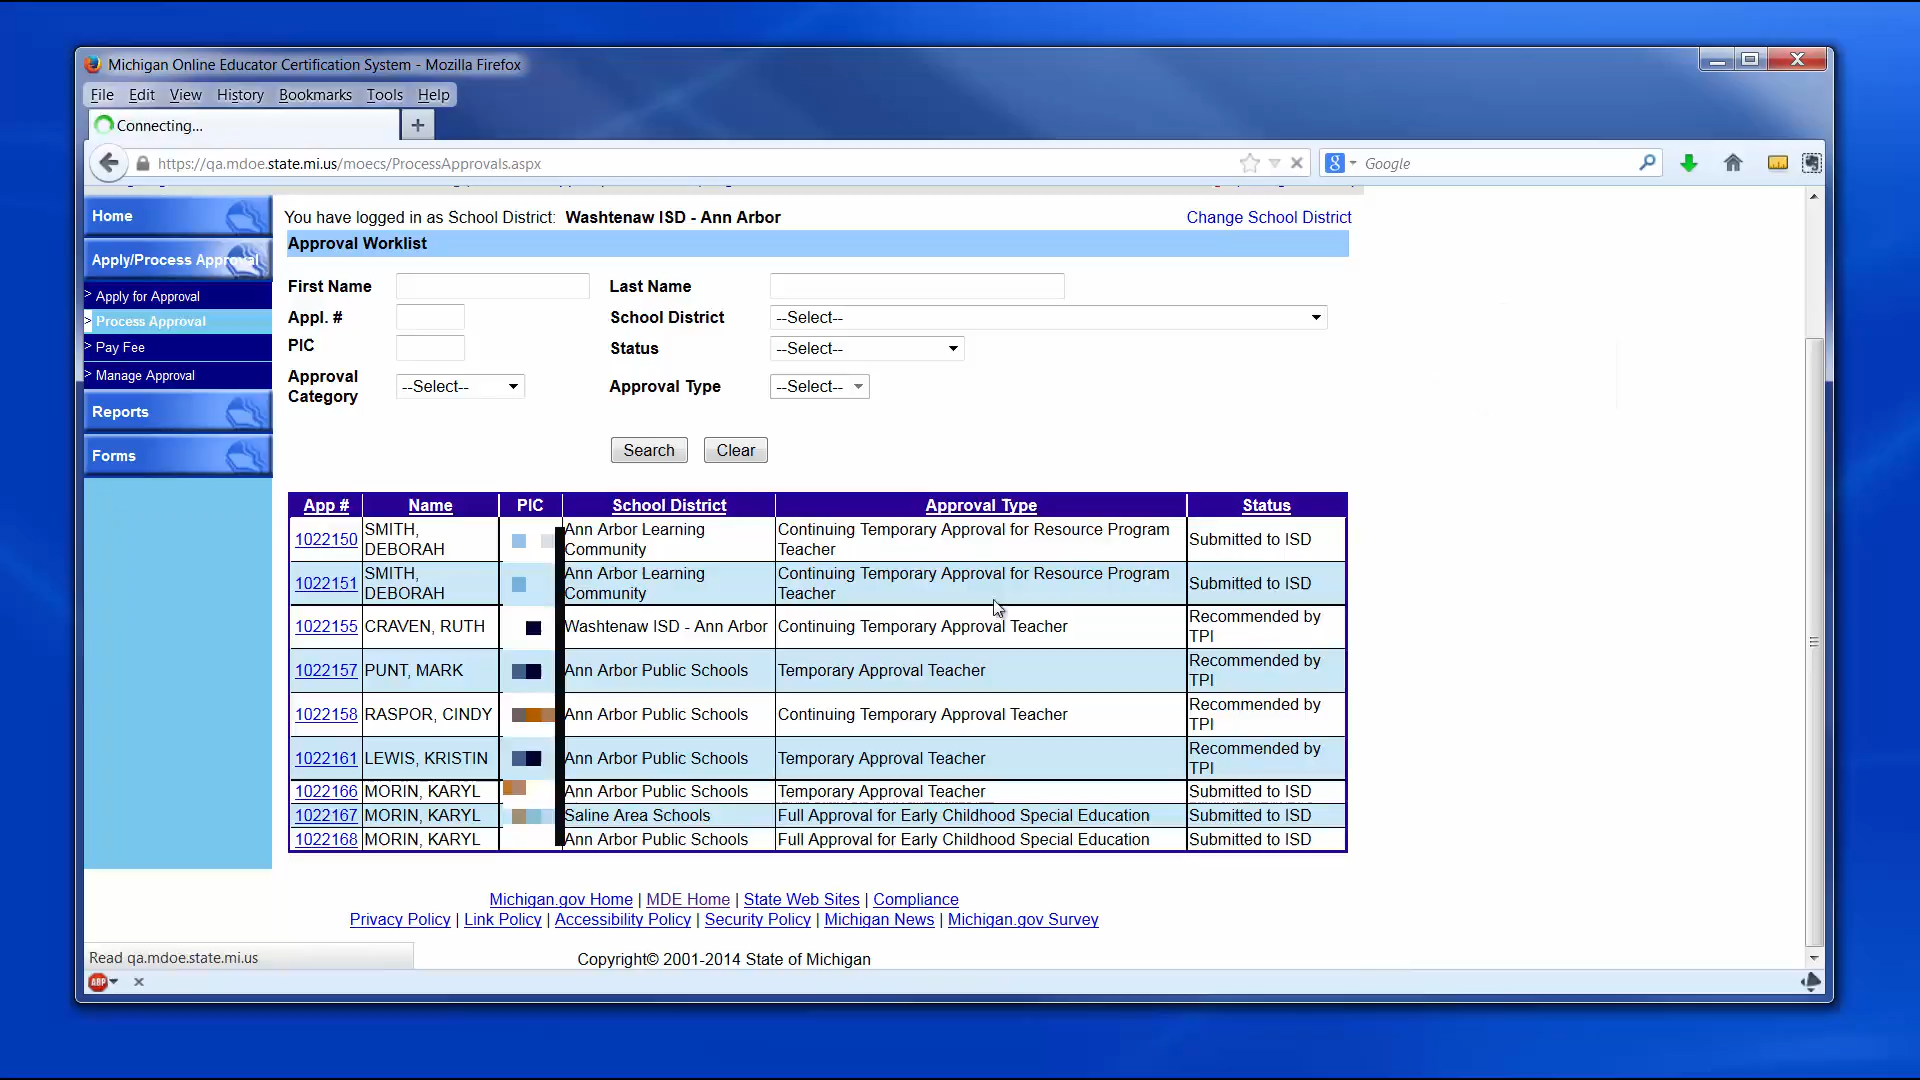 Michigan Online Educator Certification System - Mozilla Firefox
File Edit View History Bookmarks Tools Help
Connecting...
https://qa.mdoe.state.mi.us/moecs/ProcessApprovals.aspx
Google
Home
You have logged in as School District: Washtenaw ISD - Ann Arbor
Change School District
Approval Worklist
Apply/Process Approval
> Apply for Approval
> Process Approval
> Pay Fee
> Manage Approval
Reports
Forms
First Name
Last Name
Appl. #
School District --Select--
PIC
Status --Select--
Approval
Category
--Select--
Approval Type --Select--
Search Clear
App # Name PIC School District Approval Type Status
1022150 SMITH, DEBORAH Ann Arbor Learning Community Continuing Temporary Approval for Resource Program Teacher Submitted to ISD
1022151 SMITH, DEBORAH Ann Arbor Learning Community Continuing Temporary Approval for Resource Program Teacher Submitted to ISD
1022155 CRAVEN, RUTH Washtenaw ISD - Ann Arbor Continuing Temporary Approval Teacher Recommended by TPI
1022157 PUNT, MARK Ann Arbor Public Schools Temporary Approval Teacher Recommended by TPI
1022158 RASPOR, CINDY Ann Arbor Public Schools Continuing Temporary Approval Teacher Recommended by TPI
1022161 LEWIS, KRISTIN Ann Arbor Public Schools Temporary Approval Teacher Recommended by TPI
1022166 MORIN, KARYL Ann Arbor Public Schools Temporary Approval Teacher Submitted to ISD
1022167 MORIN, KARYL Saline Area Schools Full Approval for Early Childhood Special Education Submitted to ISD
1022168 MORIN, KARYL Ann Arbor Public Schools Full Approval for Early Childhood Special Education Submitted to ISD
Michigan.gov Home | MDE Home | State Web Sites | Compliance
Privacy Policy | Link Policy | Accessibility Policy | Security Policy | Michigan News | Michigan.gov Survey
Read qa.mdoe.state.mi.us
Copyright© 2001-2014 State of Michigan
ABP